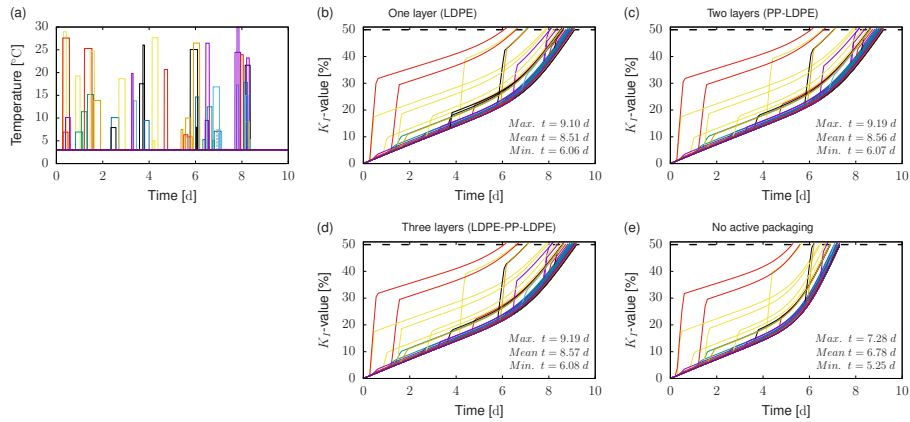 (a)
30
25
20
15
10
5
0
Temperature [°C]
0 2 4 6 8 10
Time [d]
(b) One layer (LDPE)
50
40
30
20
10
0
K_I-value [%]
Max. t = 9.10 d
Mean t = 8.51 d
Min. t = 6.06 d
0 2 4 6 8 10
Time [d]
(c) Two layers (PP-LDPE)
50
40
30
20
10
0
K_I-value [%]
Max. t = 9.19 d
Mean t = 8.56 d
Min. t = 6.07 d
0 2 4 6 8 10
Time [d]
(d) Three layers (LDPE-PP-LDPE)
50
40
30
20
10
0
K_I-value [%]
Max. t = 9.19 d
Mean t = 8.57 d
Min. t = 6.08 d
0 2 4 6 8 10
Time [d]
(e) No active packaging
50
40
30
20
10
0
K_I-value [%]
Max. t = 7.28 d
Mean t = 6.78 d
Min. t = 5.25 d
0 2 4 6 8 10
Time [d]